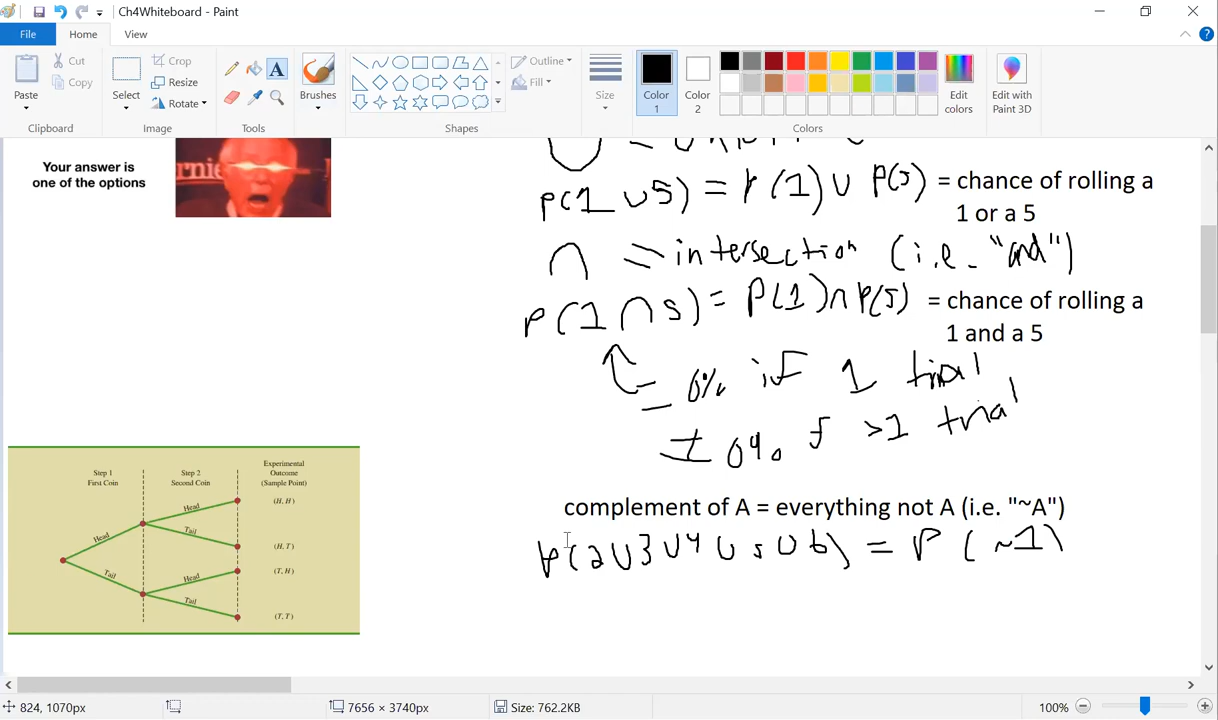 Ch4Whiteboard - Paint
File
Home
View
Paste
Cut
Copy
Clipboard
Select
Crop
Resize
Rotate
Image
A
Tools
Brushes
Shapes
Outline
Fill
Size
Color 1
Color 2
Colors
Edit colors
Edit with Paint 3D
Your answer is
one of the options
ernie
P(1 ∪ 5) = P(1) ∪ P(5) = chance of rolling a
1 or a 5
∩ = intersection (i.e. "and")
P(1 ∩ 5) = P(1) ∩ P(5) = chance of rolling a
1 and a 5
0% if 1 trial
0% if >1 trial
complement of A = everything not A (i.e. "~A")
P(2 ∪ 3 ∪ 4 ∪ 5 ∪ 6) = P(~1)
Step 1
First Coin
Step 2
Second Coin
Experimental
Outcome
(Sample Point)
Head
Tail
Head
Tail
Head
Tail
(H, H)
(H, T)
(T, H)
(T, T)
824, 1070px
7656 × 3740px
Size: 762.2KB
100%